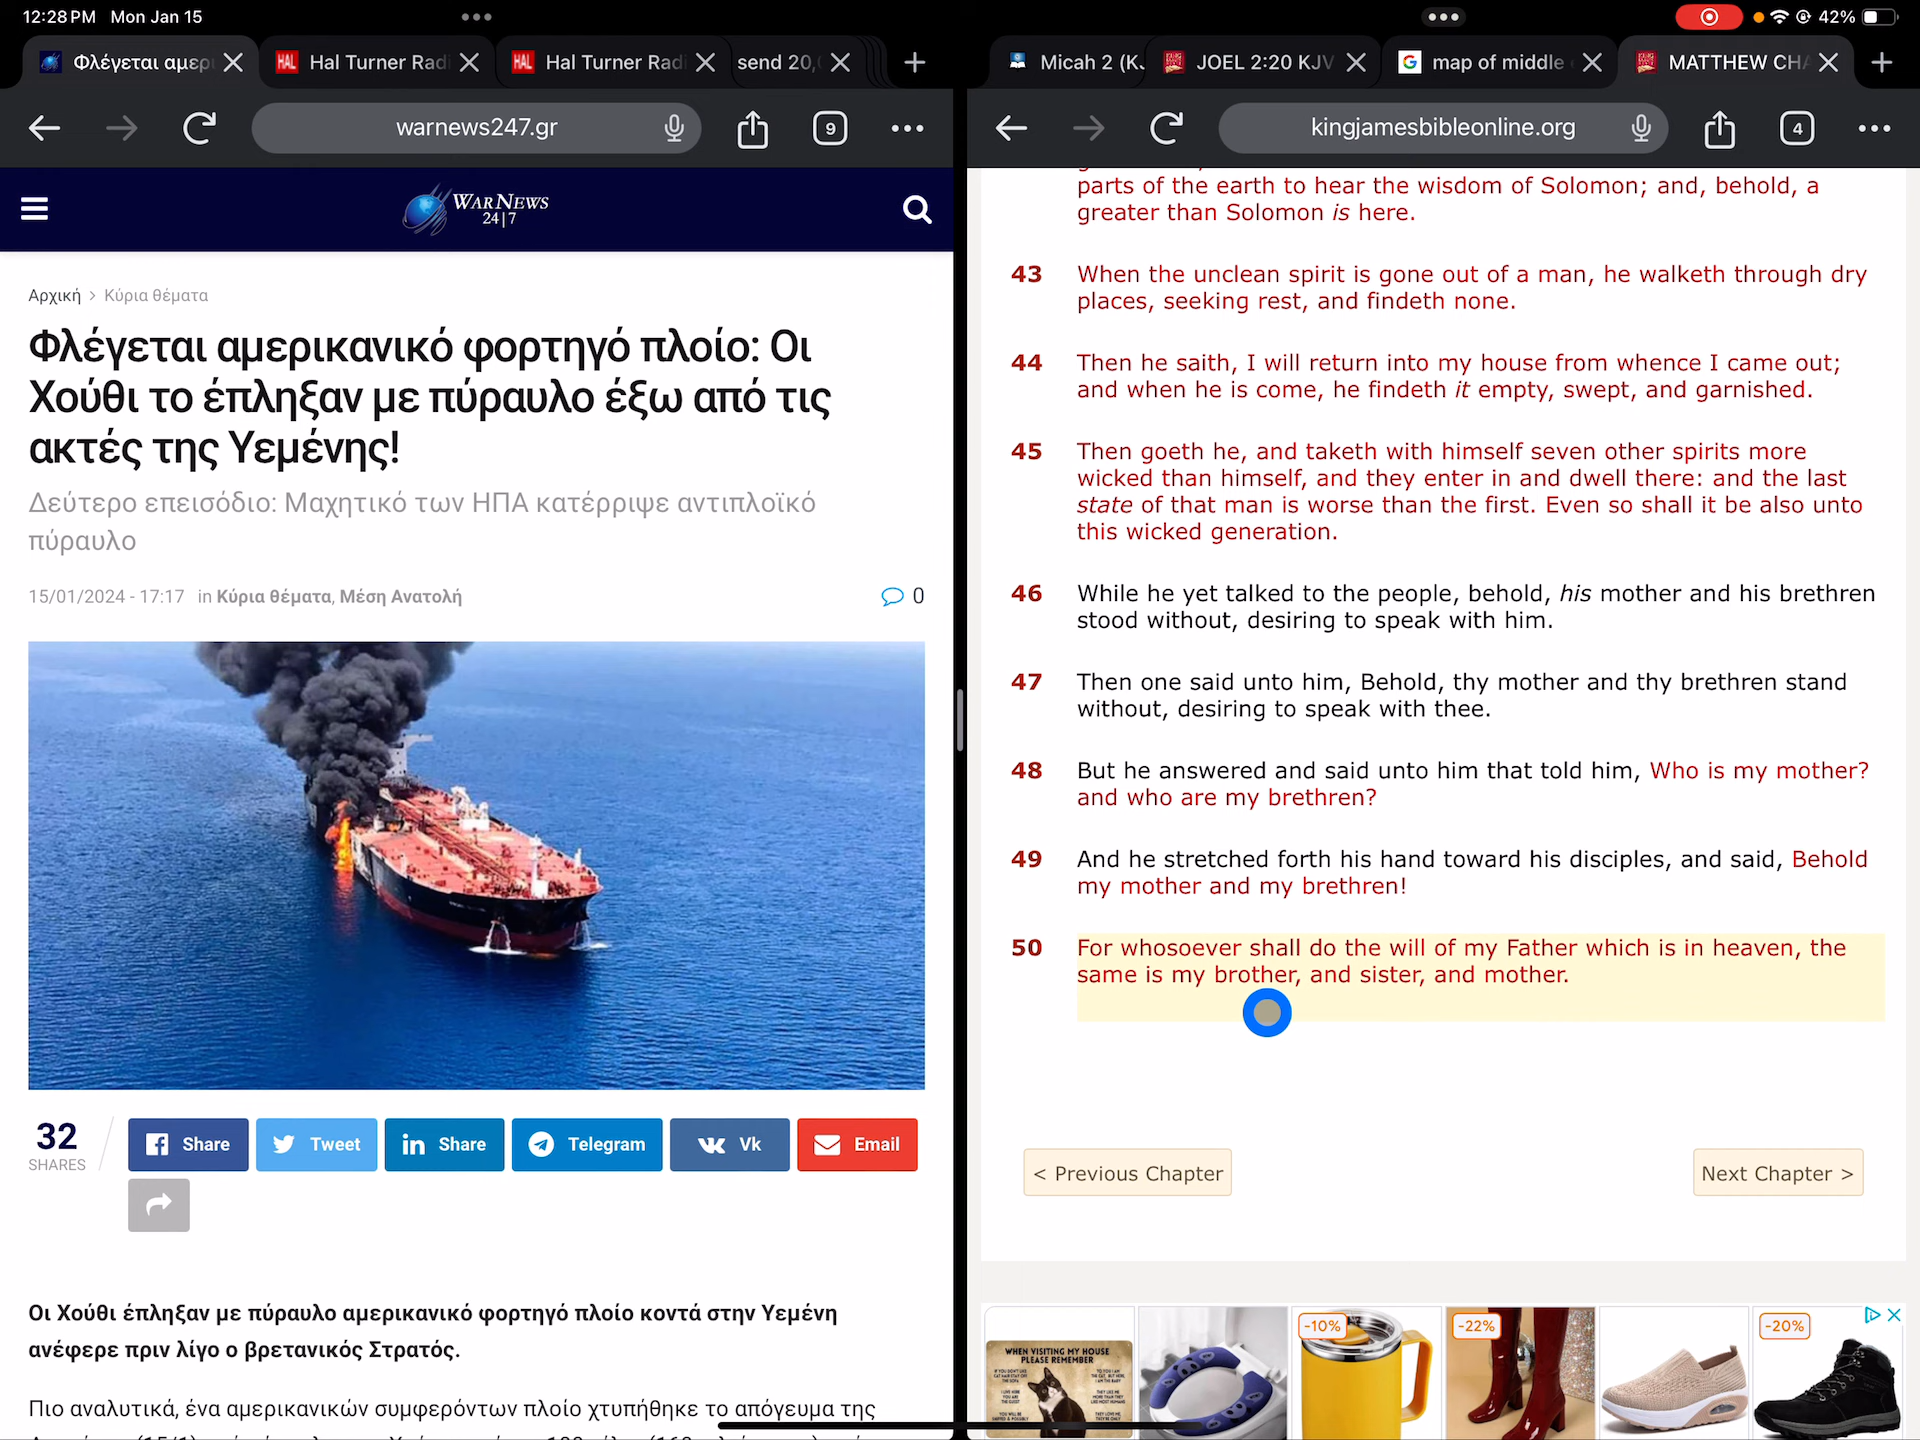 12:28 PM Mon Jan 15
42%
Φλέγεται αμερ
HAL Hal Turner Rad
HAL Hal Turner Rad
send 20,
Micah 2 (KJ
JOEL 2:20 KJV
map of middle
MATTHEW CHA
warnews247.gr
9
kingjamesbibleonline.org
4
WAR NEWS
24|7
Αρχική > Κύρια θέματα
Φλέγεται αμερικανικό φορτηγό πλοίο: Οι
Χούθι το έπληξαν με πύραυλο έξω από τις
ακτές της Υεμένης!
Δεύτερο επεισόδιο: Μαχητικό των ΗΠΑ κατέρριψε αντιπλοϊκό
πύραυλο
15/01/2024 - 17:17 in Κύρια θέματα, Μέση Ανατολή
0
32
SHARES
Share
Tweet
Share
Telegram
Vk
Email
Οι Χούθι έπληξαν με πύραυλο αμερικανικό φορτηγό πλοίο κοντά στην Υεμένη
ανέφερε πριν λίγο ο βρετανικός Στρατός.
Πιο αναλυτικά, ένα αμερικανικών συμφερόντων πλοίο χτυπήθηκε το απόγευμα της
parts of the earth to hear the wisdom of Solomon; and, behold, a
greater than Solomon is here.
43 When the unclean spirit is gone out of a man, he walketh through dry
places, seeking rest, and findeth none.
44 Then he saith, I will return into my house from whence I came out;
and when he is come, he findeth it empty, swept, and garnished.
45 Then goeth he, and taketh with himself seven other spirits more
wicked than himself, and they enter in and dwell there: and the last
state of that man is worse than the first. Even so shall it be also unto
this wicked generation.
46 While he yet talked to the people, behold, his mother and his brethren
stood without, desiring to speak with him.
47 Then one said unto him, Behold, thy mother and thy brethren stand
without, desiring to speak with thee.
48 But he answered and said unto him that told him, Who is my mother?
and who are my brethren?
49 And he stretched forth his hand toward his disciples, and said, Behold
my mother and my brethren!
50 For whosoever shall do the will of my Father which is in heaven, the
same is my brother, and sister, and mother.
< Previous Chapter
Next Chapter >
WHEN VISITING MY HOUSE
PLEASE REMEMBER
-10%
-22%
-20%